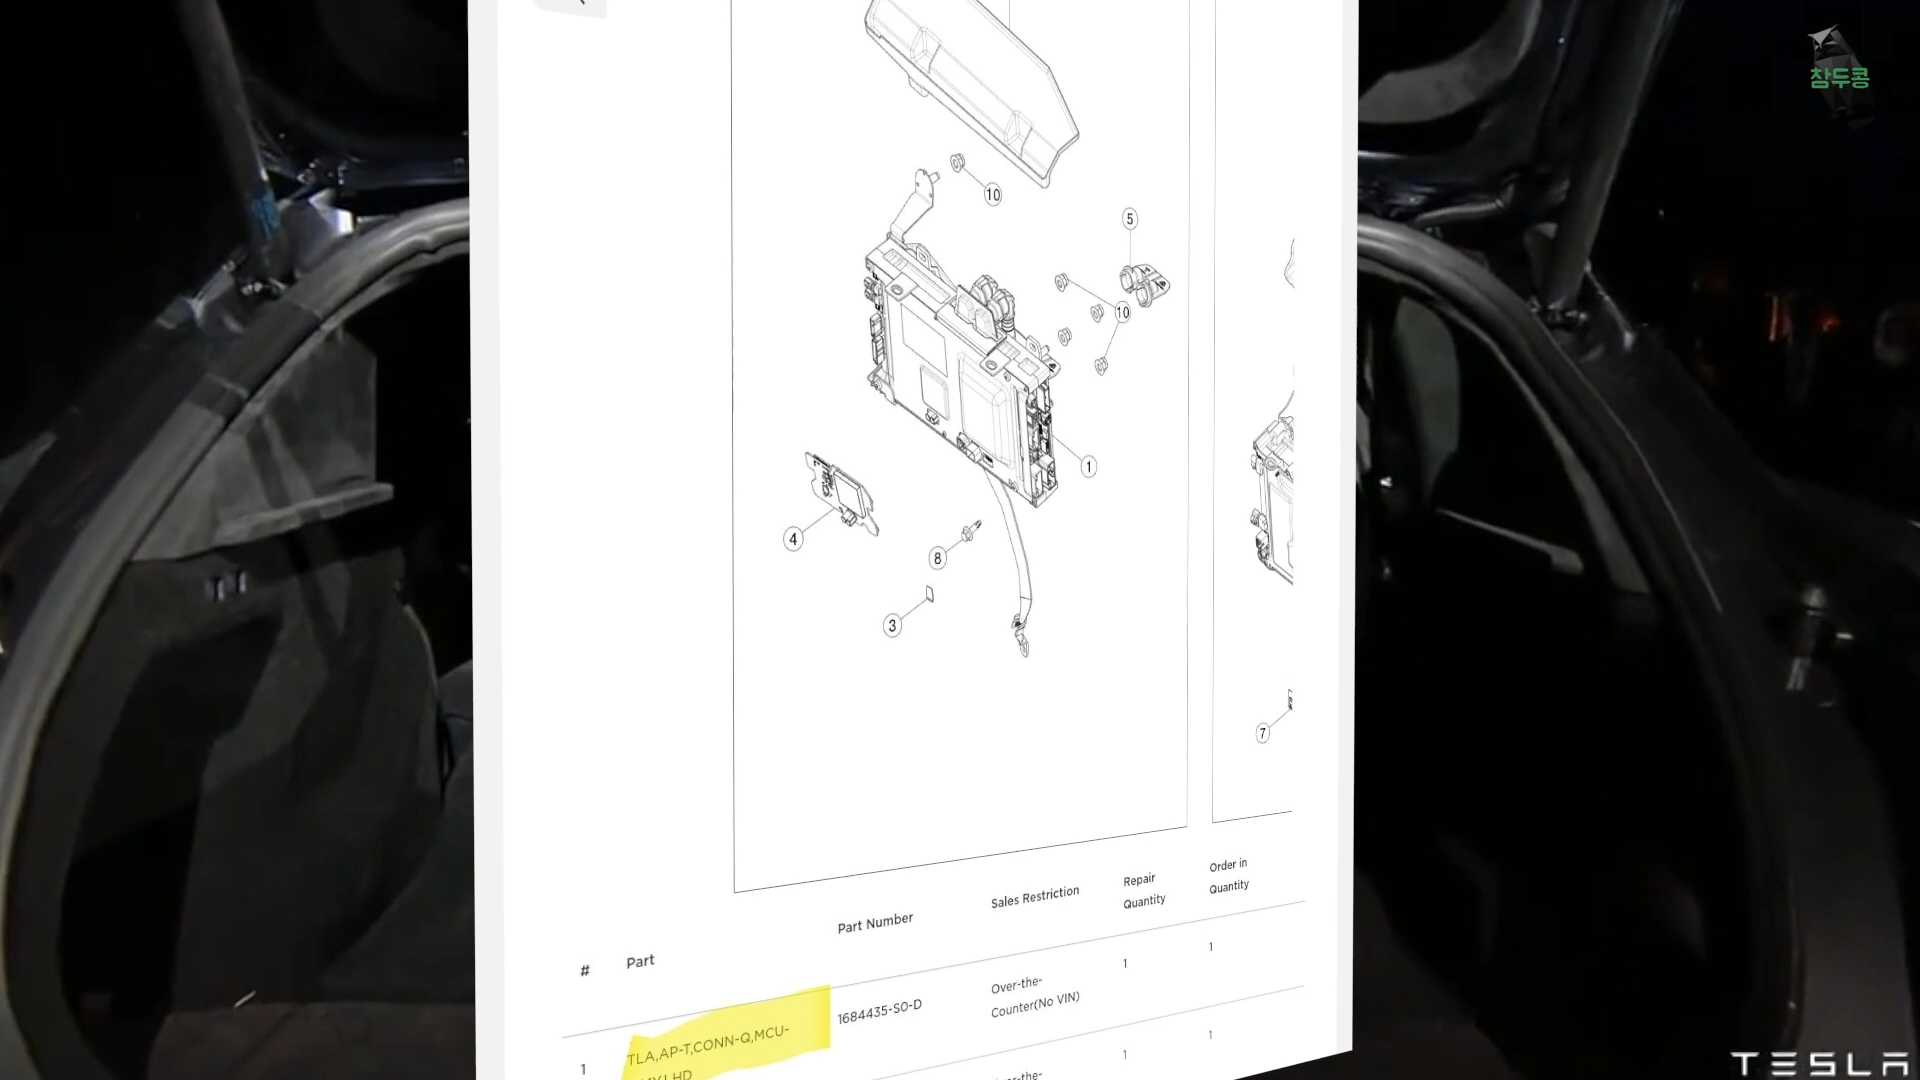 참두콩
10
5
10
1
4
8
3
7
# Part Part Number Sales Restriction Repair Quantity Order in Quantity
1 TLA,AP-T,CONN-Q,MCU- 1684435-S0-D Over-the-Counter(No VIN) 1 1
LHD
1 1
TESLA